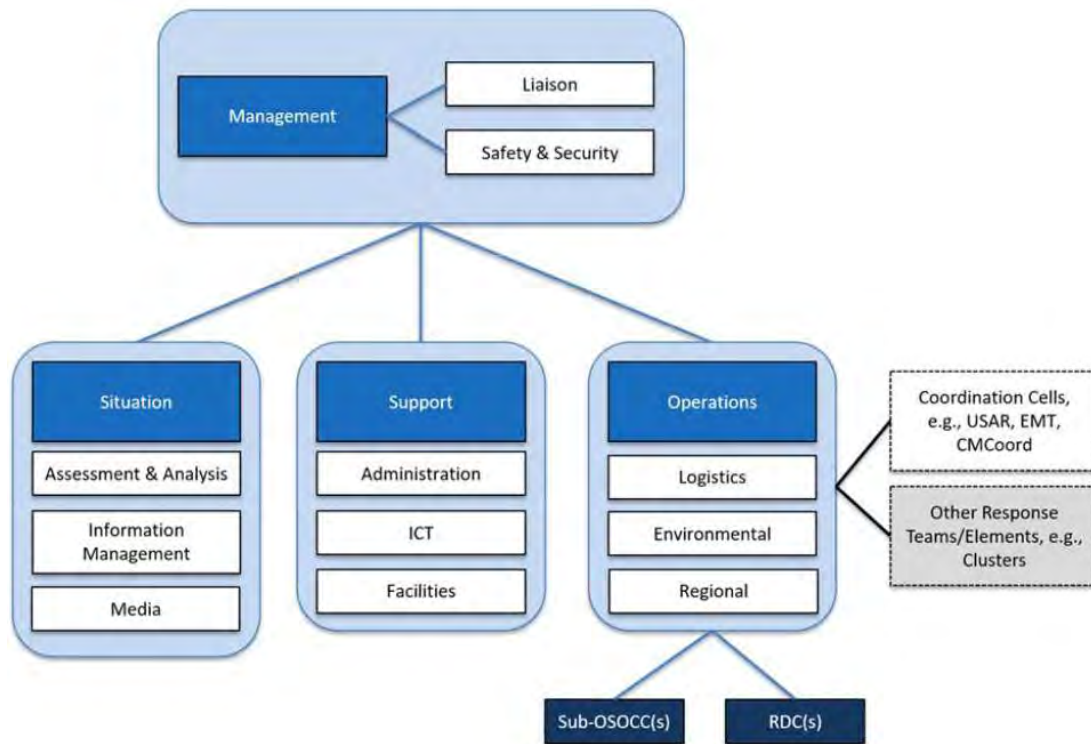 Management
Liaison
Safety & Security
Situation
Assessment & Analysis
Information
Management
Media
Support
Administration
ICT
Facilities
Operations
Logistics
Environmental
Regional
Coordination Cells,
e.g., USAR, EMT,
CMCoord
Other Response
Teams/Elements, e.g.,
Clusters
Sub-OSOCC(s)
RDC(s)